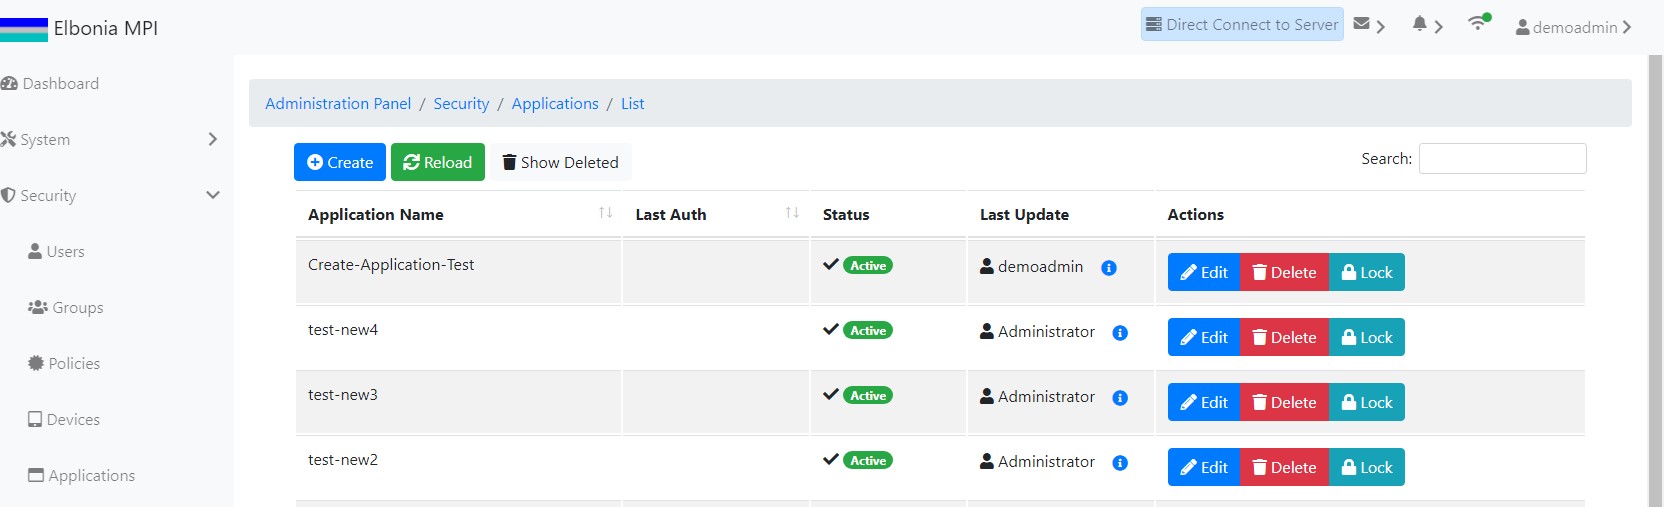 Elbonia MPI
Direct Connect to Server
demoadmin
Dashboard
System
Security
Users
Groups
Policies
Devices
Applications
Administration Panel / Security / Applications / List
Create Reload Show Deleted Search:
Application Name Last Auth Status Last Update Actions
Create-Application-Test Active demoadmin Edit Delete Lock
test-new4 Active Administrator Edit Delete Lock
test-new3 Active Administrator Edit Delete Lock
test-new2 Active Administrator Edit Delete Lock